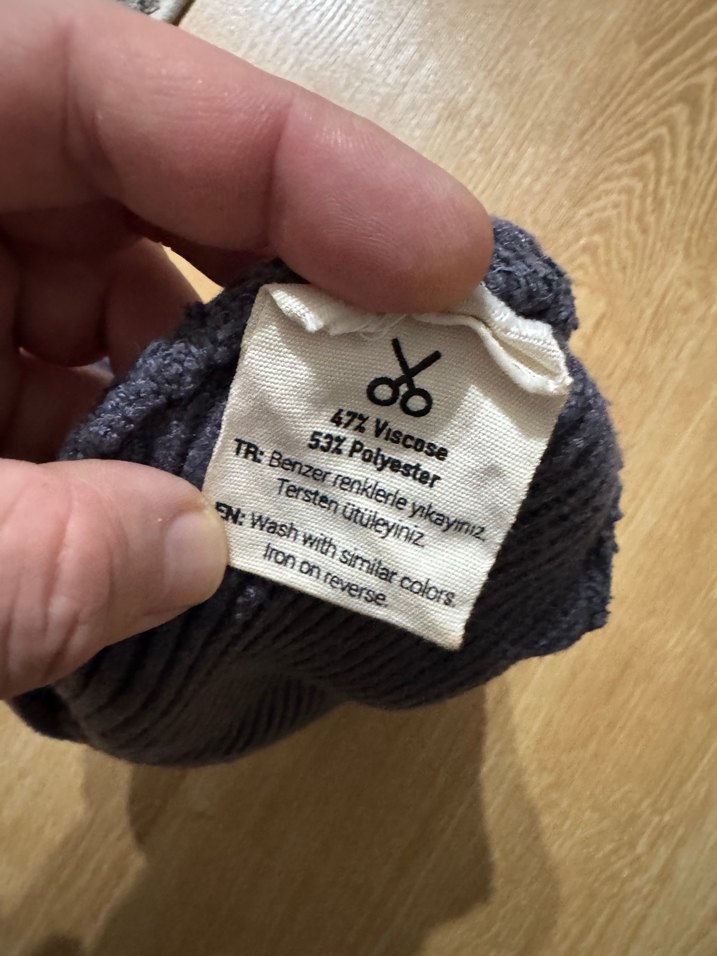 47% Viscose
53% Polyester
TR: Benzer renklerle yıkayınız.
Tersten ütüleyiniz.
EN: Wash with similar colors.
Iron on reverse.